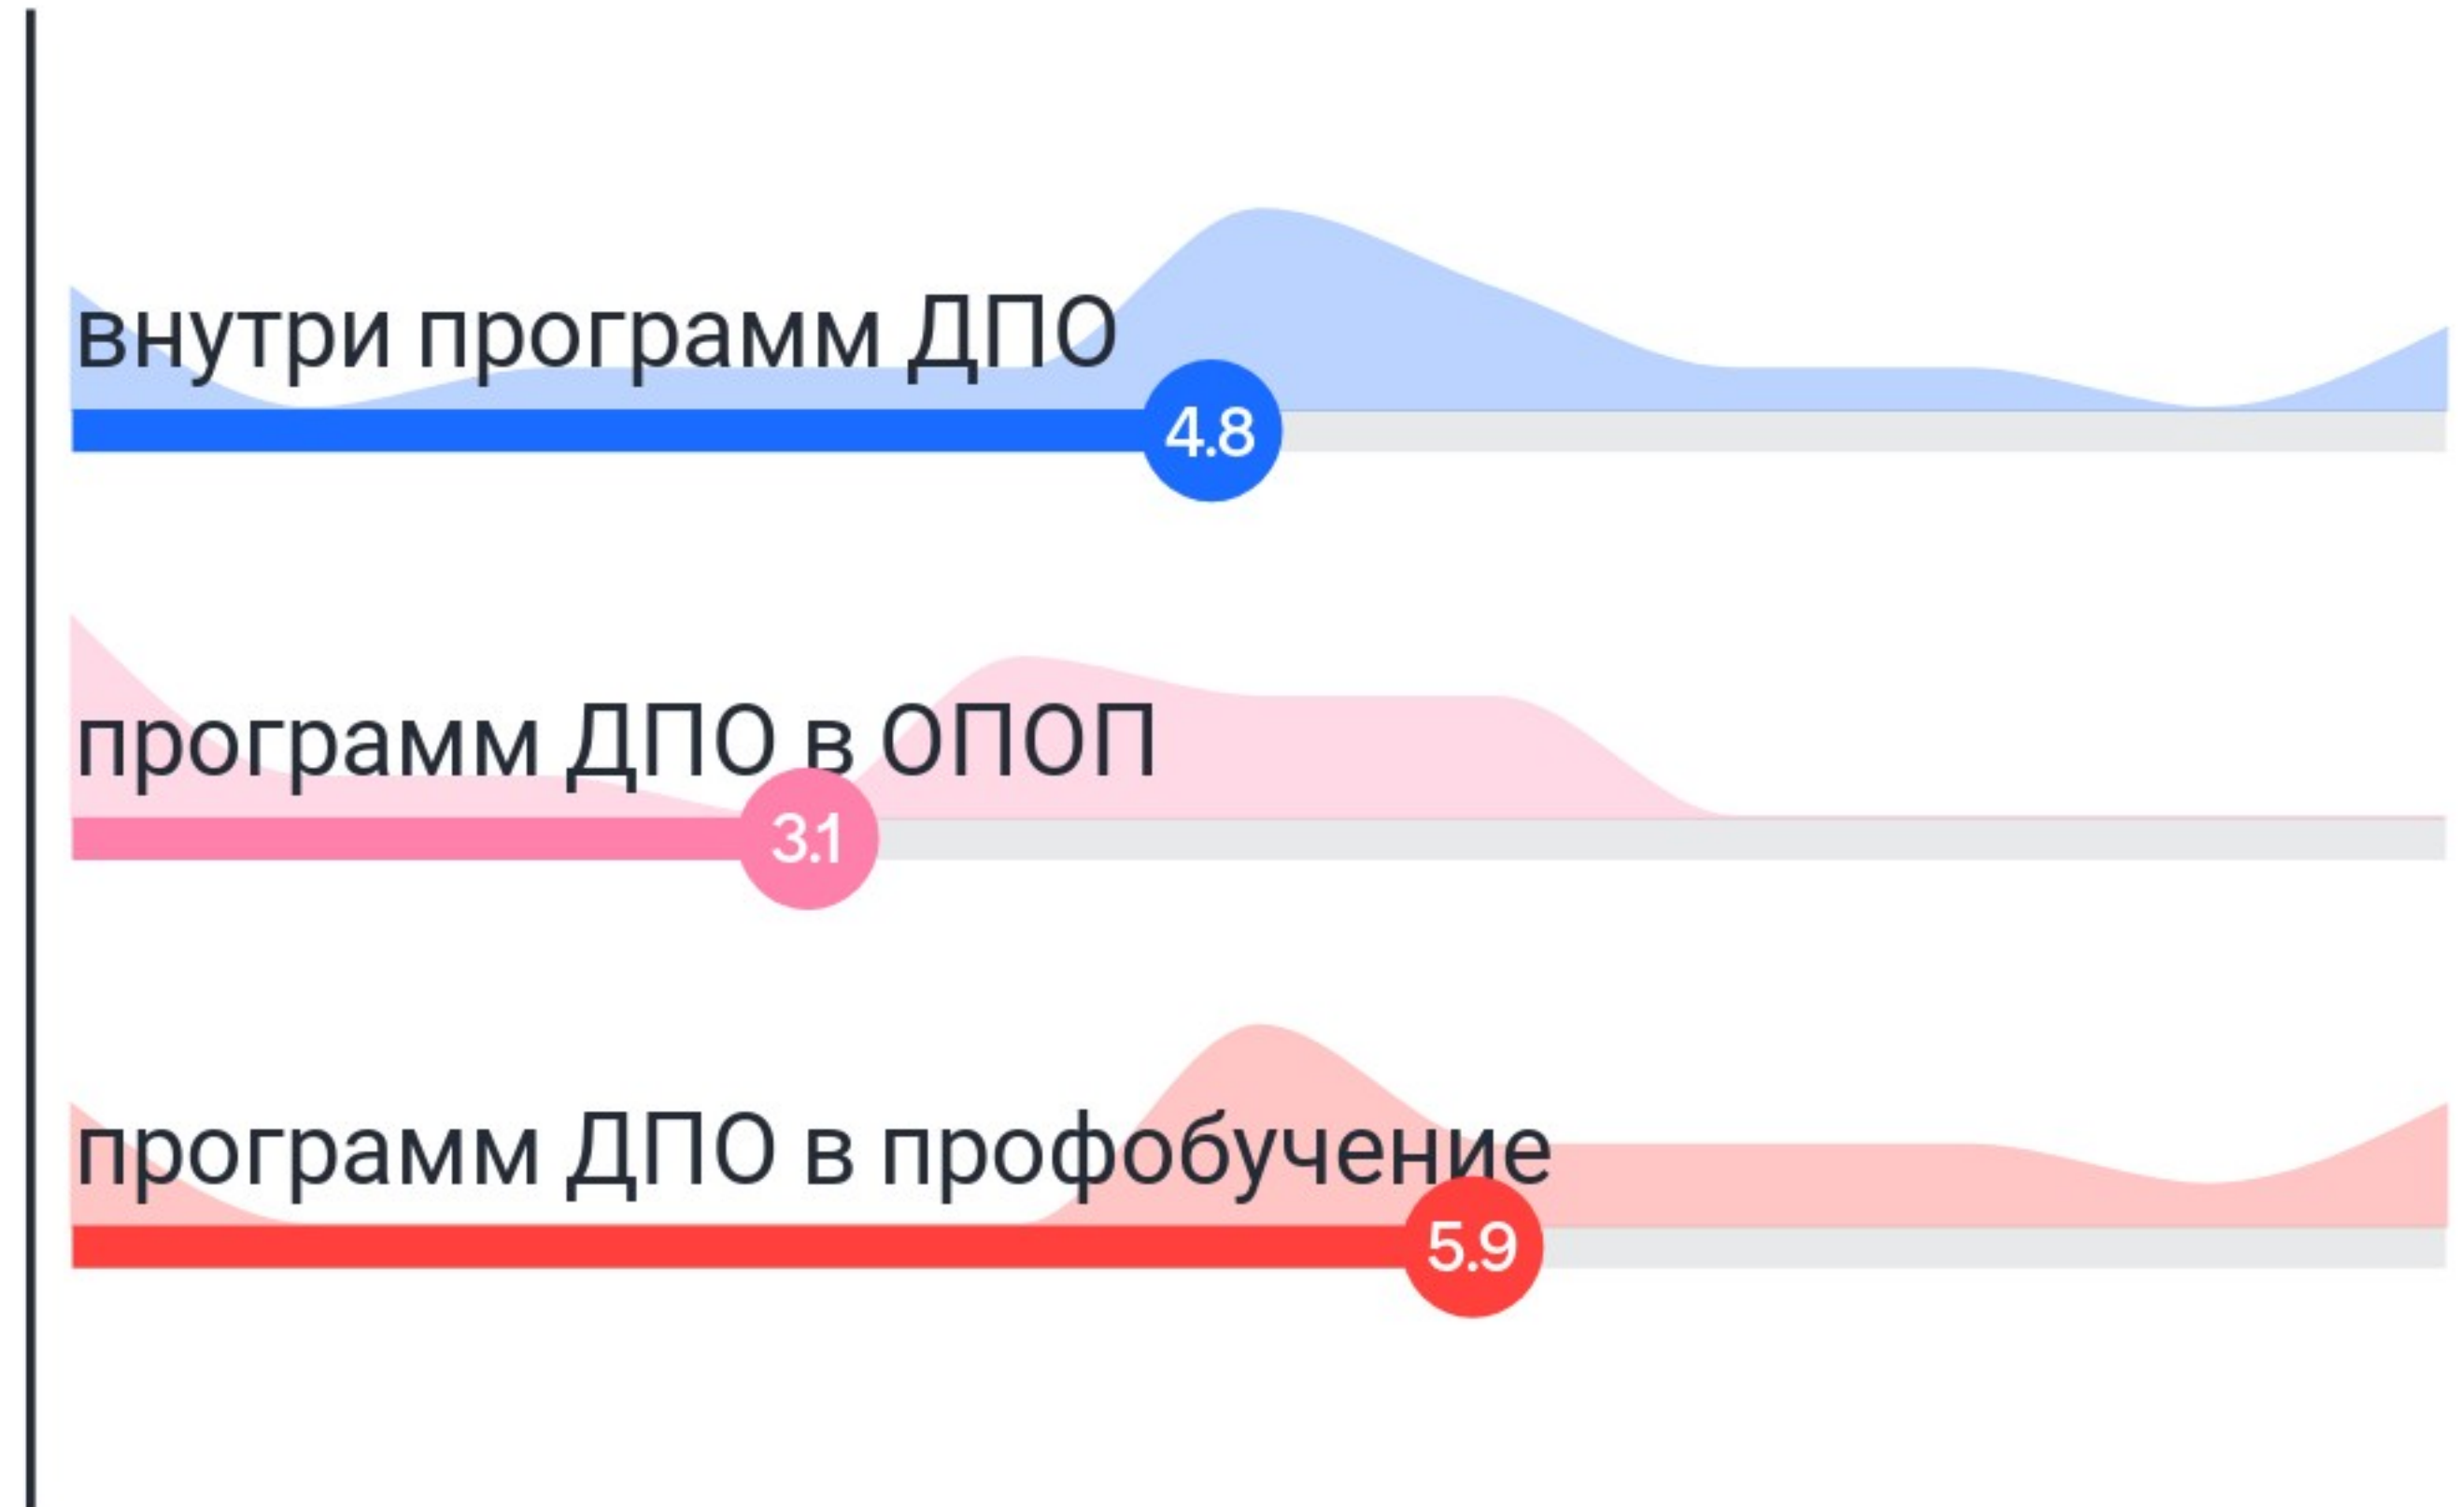 внутри программ ДПО
4.8
программ ДПО в ОПОП
3.1
программ ДПО в профобучение
5.9